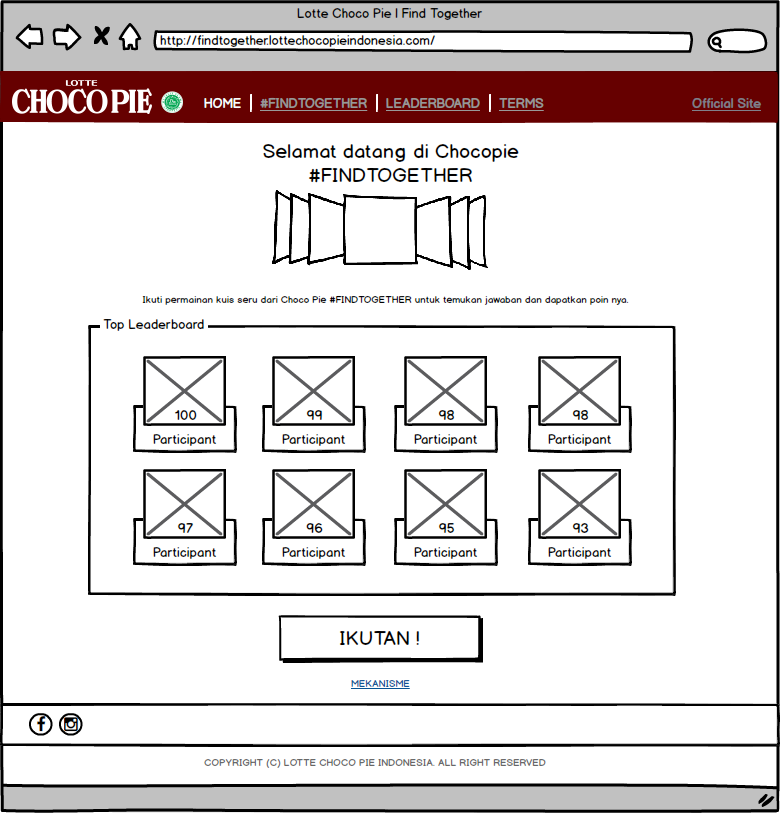 Lotte Choco Pie | Find Together
http://findtogether.lottechocopieindonesia.com/
LOTTE
CHOCO PIE
HOME | #FINDTOGETHER | LEADERBOARD | TERMS
Official Site
Selamat datang di Chocopie
#FINDTOGETHER
Ikuti permainan kuis seru dari Choco Pie #FINDTOGETHER untuk temukan jawaban dan dapatkan poin nya.
Top Leaderboard
100 99 98 98
Participant Participant Participant Participant
97 96 95 93
Participant Participant Participant Participant
IKUTAN !
MEKANISME
COPYRIGHT (C) LOTTE CHOCO PIE INDONESIA. ALL RIGHT RESERVED